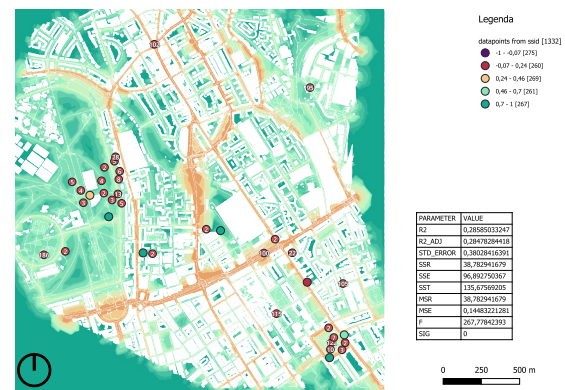 Legenda
datapoints from ssid [1332]
-1 - -0,07 [275]
-0,07 - 0,24 [260]
0,24 - 0,46 [269]
0,46 - 0,7 [261]
0,7 - 1 [267]
PARAMETER VALUE
R2 0,28585033247
R2_ADJ 0,28478284418
STD_ERROR 0,38028416391
SSR 38,782941679
SSE 96,892750367
SST 135,67569205
MSR 38,782941679
MSE 0,14483221281
F 267,77842393
SIG 0
0 250 500 m